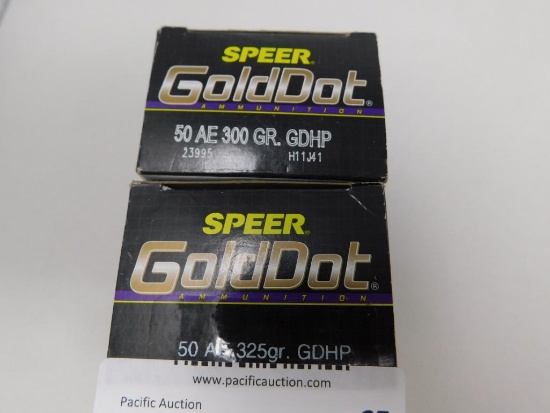 SPEER®
GoldDot®
AMMUNITION
50 AE 300 GR. GDHP
23995 H11J41
SPEER®
GoldDot®
AMMUNITION
50 AE 325gr. GDHP
www.pacificauction.com
Pacific Auction